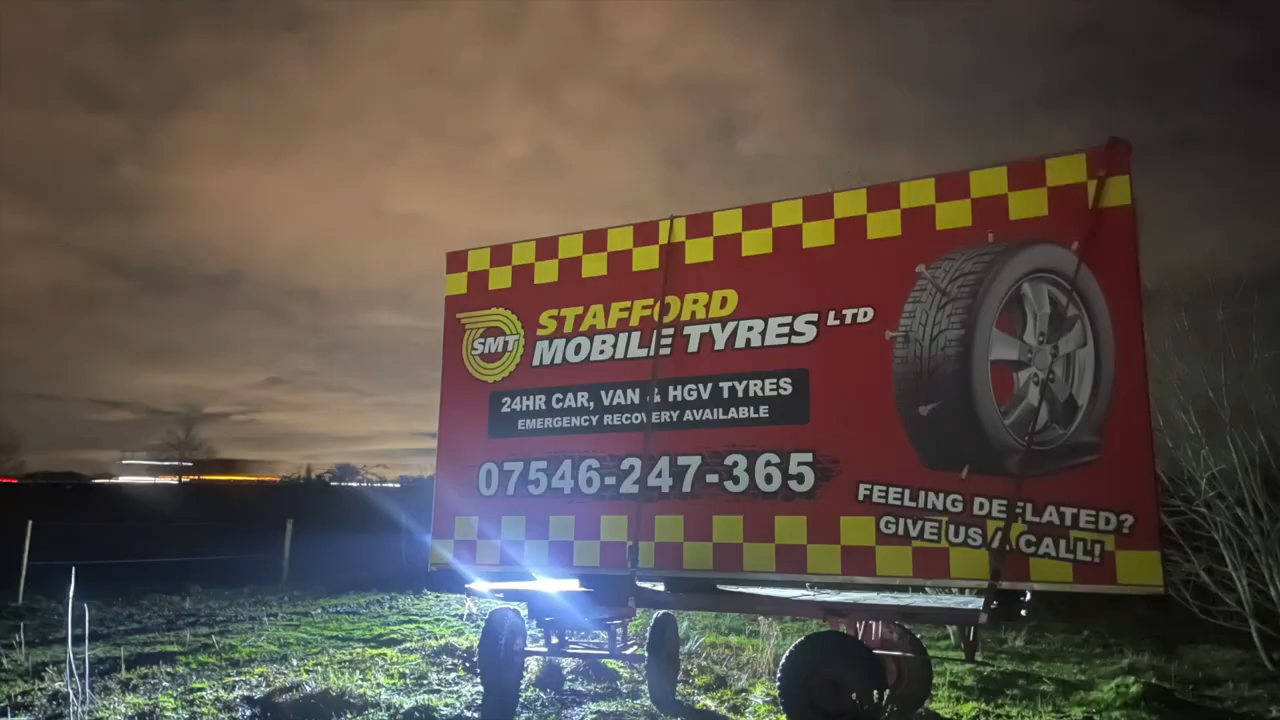 SMT
STAFFORD
MOBILE TYRES LTD
24HR CAR, VAN & HGV TYRES
EMERGENCY RECOVERY AVAILABLE
07546-247-365
FEELING DEFLATED?
GIVE US A CALL!